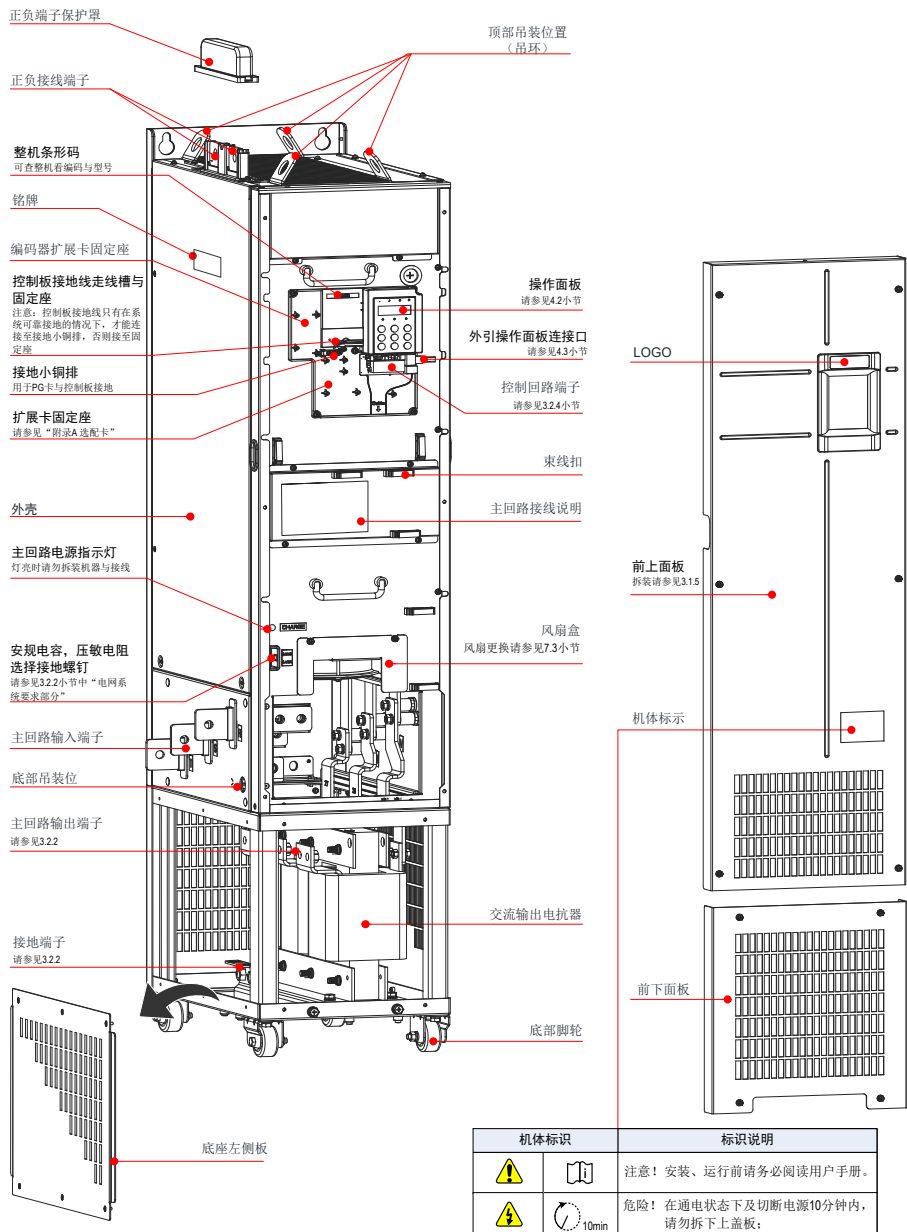 正负端子保护罩
顶部吊装位置
（吊环）
正负接线端子
整机条形码
可查整机看编码与型号
铭牌
编码器扩展卡固定座
控制板接地线走线槽与
固定座
注意：控制板接地线只有在系
统可靠接地的情况下，才能连
接至接地小铜排，否则接至固
定座
接地小铜排
用于PG卡与控制板接地
扩展卡固定座
请参见“附录A 选配卡”
外壳
主回路电源指示灯
灯亮时请勿拆装机器与接线
安规电容，压敏电阻
选择接地螺钉
请参见3.2.2小节中“电网系
统要求部分”
主回路输入端子
底部吊装位
主回路输出端子
请参见3.2.2
接地端子
请参见3.2.2
底座左侧板
操作面板
请参见4.2小节
外引操作面板连接口
请参见4.3小节
控制回路端子
请参见3.2.4小节
束线扣
主回路接线说明
CHARGE
风扇盒
风扇更换请参见7.3小节
交流输出电抗器
底部脚轮
LOGO
前上面板
拆装请参见3.1.5
机体标示
前下面板
机体标识 标识说明
注意！安装、运行前请务必阅读用户手册。
10min 危险！在通电状态下及切断电源10分钟内，
请勿拆下上盖板；